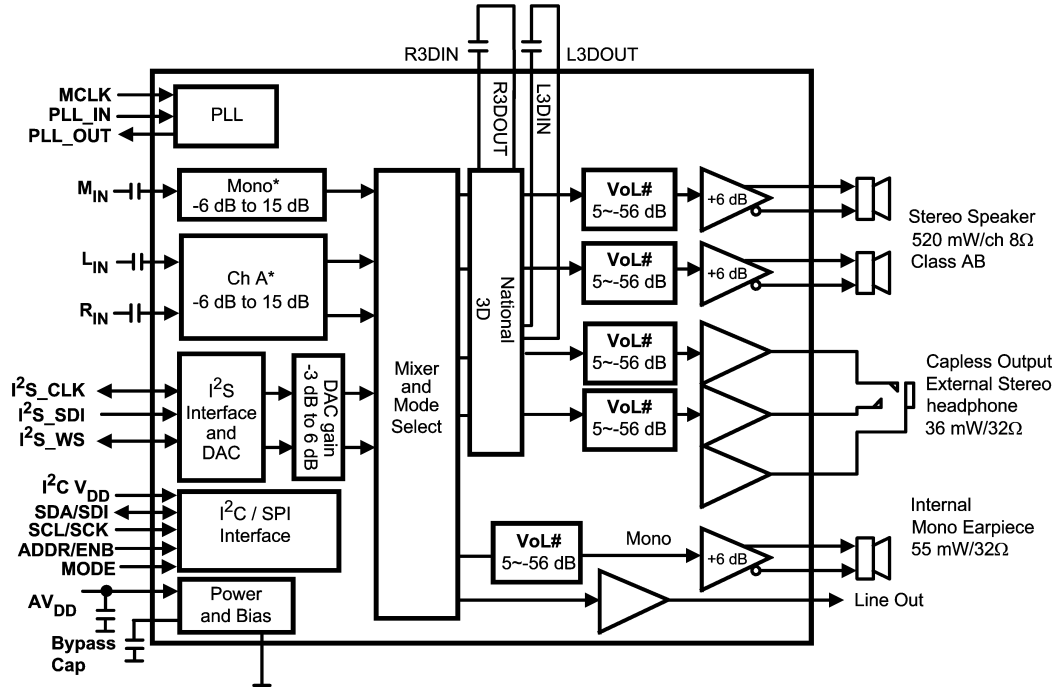 R3DIN
L3DOUT
R3DOUT
L3DIN
MCLK
PLL_IN
PLL_OUT
PLL
M_IN
Mono*
-6 dB to 15 dB
L_IN
R_IN
Ch A*
-6 dB to 15 dB
I²S_CLK
I²S_SDI
I²S_WS
I²S
Interface
and
DAC
DAC gain
-3 dB to 6 dB
I²C V_DD
SDA/SDI
SCL/SCK
ADDR/ENB
MODE
I²C / SPI
Interface
AV_DD
Bypass
Cap
Power
and Bias
Mixer
and
Mode
Select
National
3D
VoL#
5~-56 dB
+6 dB
VoL#
5~-56 dB
+6 dB
Stereo Speaker
520 mW/ch 8Ω
Class AB
VoL#
5~-56 dB
VoL#
5~-56 dB
Capless Output
External Stereo
headphone
36 mW/32Ω
VoL#
5~-56 dB
Mono
+6 dB
Internal
Mono Earpiece
55 mW/32Ω
Line Out